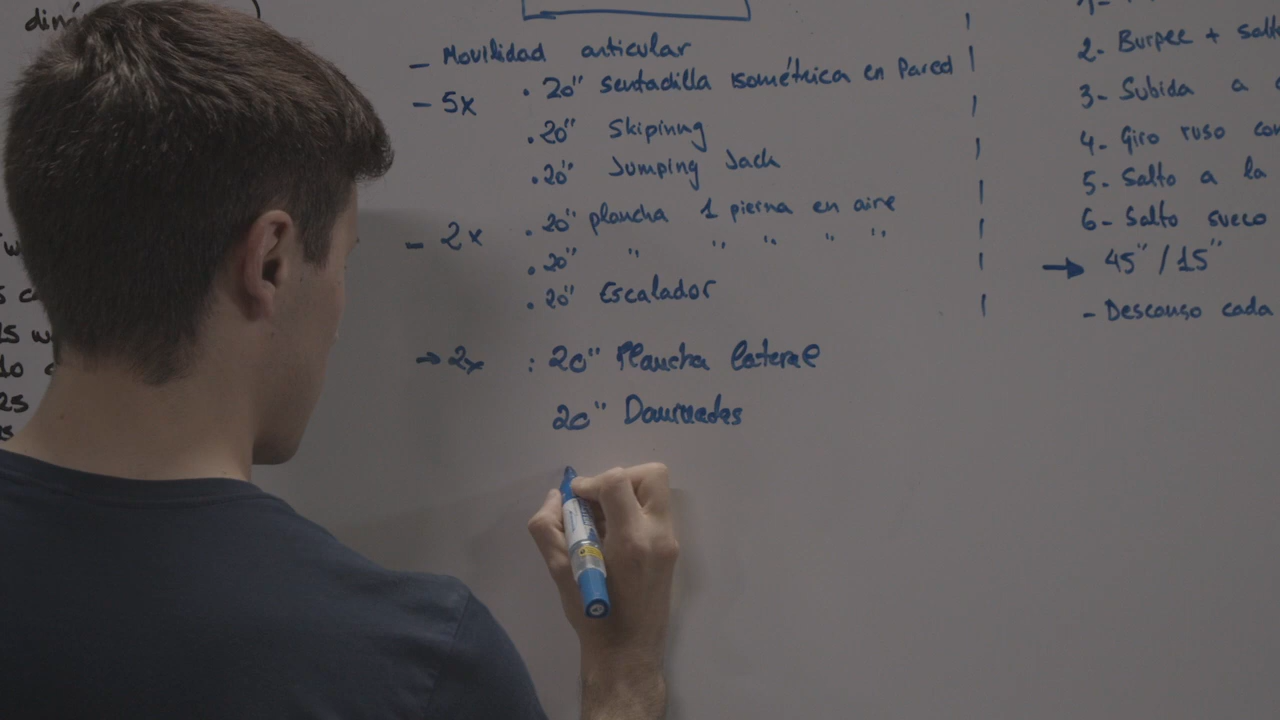 - Movilidad articular
- 5x . 20" Sentadilla isométrica en Pared
. 20" Skipinng
. 20" Jumping Jack
- 2x . 20" plancha 1 pierna en aire
. 20" " " " " "
. 20" Escalador
→ 2x : 20" Plancha lateral
20"
2- Burpee + salto
3- Subida a
4- Giro ruso con
5- Salto a la
6- Salto sueco
→ 45" / 15"
- Descanso cada